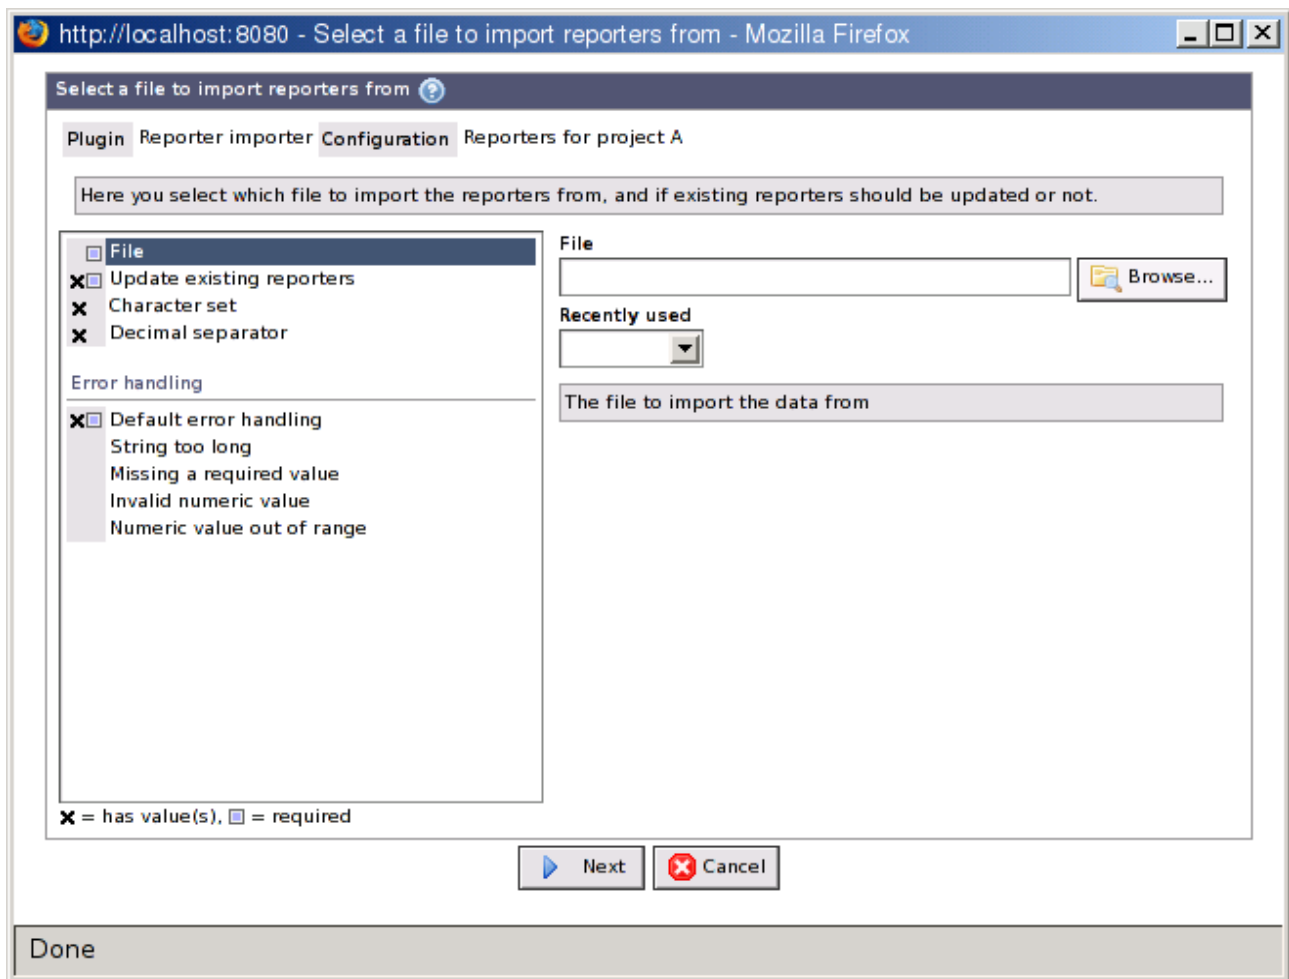 http://localhost:8080 - Select a file to import reporters from - Mozilla Firefox
Select a file to import reporters from ?
Plugin Reporter importer Configuration Reporters for project A
Here you select which file to import the reporters from, and if existing reporters should be updated or not.
File
Update existing reporters
Character set
Decimal separator
Error handling
Default error handling
String too long
Missing a required value
Invalid numeric value
Numeric value out of range
x = has value(s), = required
File
Browse...
Recently used
The file to import the data from
Next Cancel
Done